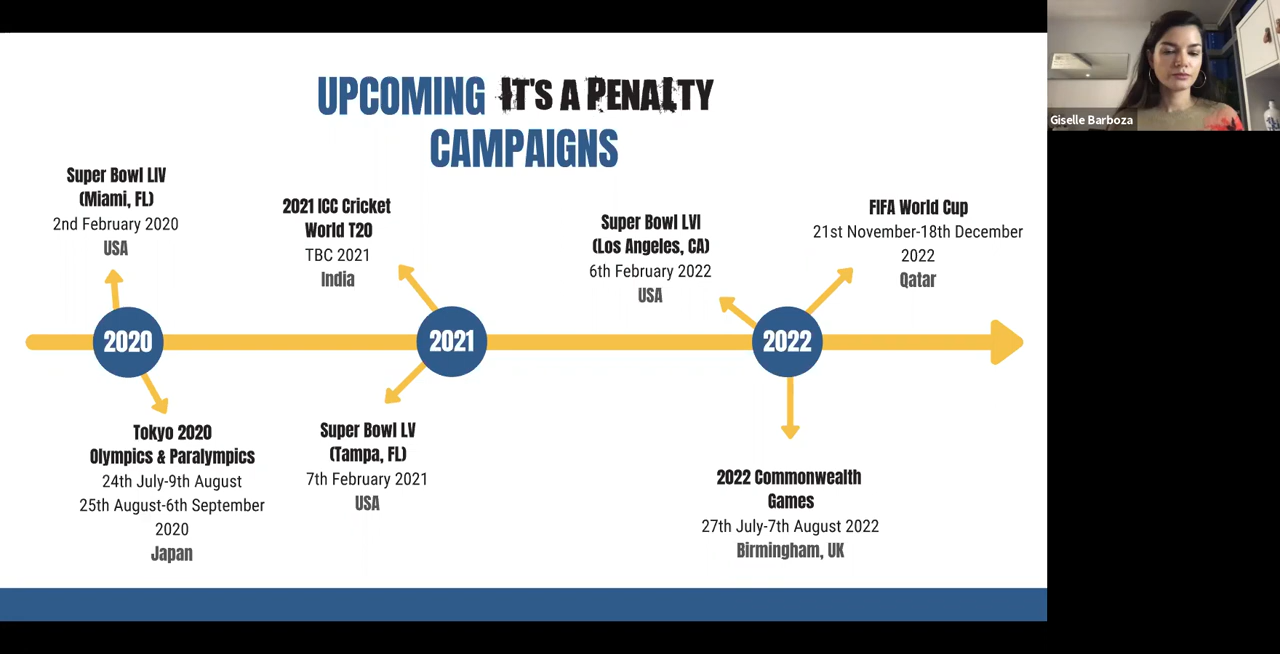 UPCOMING IT'S A PENALTY
CAMPAIGNS
Super Bowl LIV
(Miami, FL)
2nd February 2020
USA
2021 ICC Cricket
World T20
TBC 2021
India
Super Bowl LVI
(Los Angeles, CA)
6th February 2022
USA
FIFA World Cup
21st November-18th December
2022
Qatar
2020
2021
2022
Tokyo 2020
Olympics & Paralympics
24th July-9th August
25th August-6th September
2020
Japan
Super Bowl LV
(Tampa, FL)
7th February 2021
USA
2022 Commonwealth
Games
27th July-7th August 2022
Birmingham, UK
Giselle Barboza